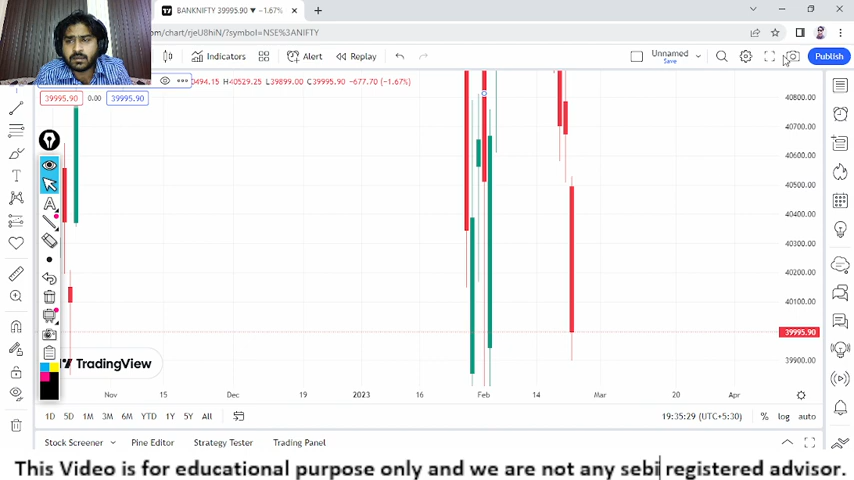 BANKNIFTY 39995.90 ▼ −1.67%
com/chart/rjeU8hiN/?symbol=NSE%3ANIFTY
Indicators
Alert
Replay
Unnamed
Save
Publish
0494.15 H40529.25 L39899.00 C39995.90 −677.70 (−1.67%)
39995.90 0.00 39995.90
40800.00
40700.00
40600.00
40500.00
40400.00
40300.00
40200.00
40100.00
39995.90
39900.00
TradingView
Nov 15 Dec 19 2023 16 Feb 14 Mar 20 Apr
1D 5D 1M 3M 6M YTD 1Y 5Y All
19:35:29 (UTC+5:30) % log auto
Stock Screener Pine Editor Strategy Tester Trading Panel
This Video is for educational purpose only and we are not any sebi registered advisor.